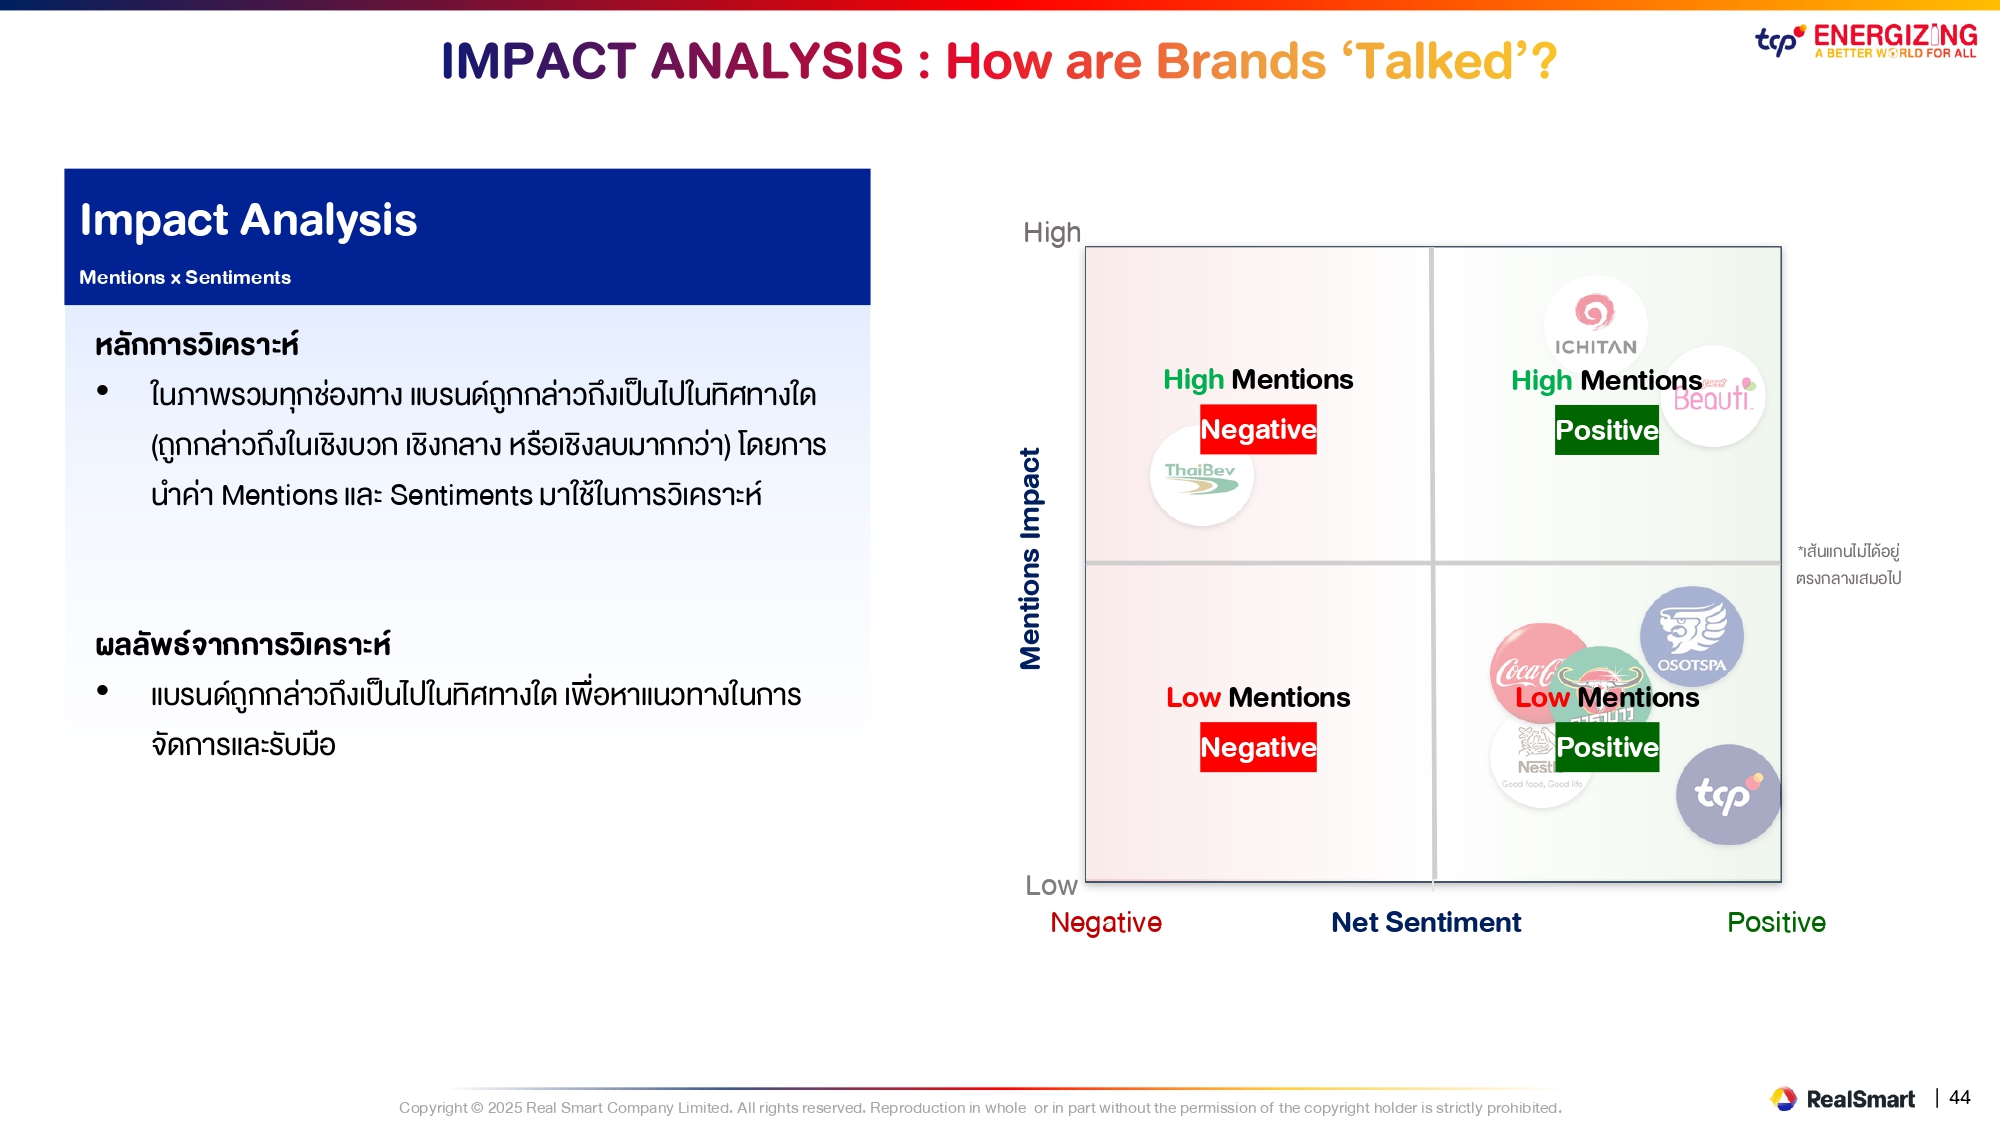 IMPACT ANALYSIS : How are Brands ‘Talked’?
tcp ENERGIZING
A BETTER WORLD FOR ALL
Impact Analysis
Mentions x Sentiments
หลักการวิเคราะห์
• ในภาพรวมทุกช่องทาง แบรนด์ถูกกล่าวถึงเป็นไปในทิศทางใด
(ถูกกล่าวถึงในเชิงบวก เชิงกลาง หรือเชิงลบมากกว่า) โดยการ
นำค่า Mentions และ Sentiments มาใช้ในการวิเคราะห์
ผลลัพธ์จากการวิเคราะห์
• แบรนด์ถูกกล่าวถึงเป็นไปในทิศทางใด เพื่อหาแนวทางในการ
จัดการและรับมือ
High
Mentions Impact
ICHITAN
High Mentions
Negative
High Mentions
Positive
Beauti
ThaiBev
*เส้นแกนไม่ได้อยู่
ตรงกลางเสมอไป
OSOTSPA
Low Mentions
Negative
Low Mentions
Positive
Good food, Good life
tcp
Low
Negative
Net Sentiment
Positive
Copyright © 2025 Real Smart Company Limited. All rights reserved. Reproduction in whole or in part without the permission of the copyright holder is strictly prohibited.
RealSmart | 44